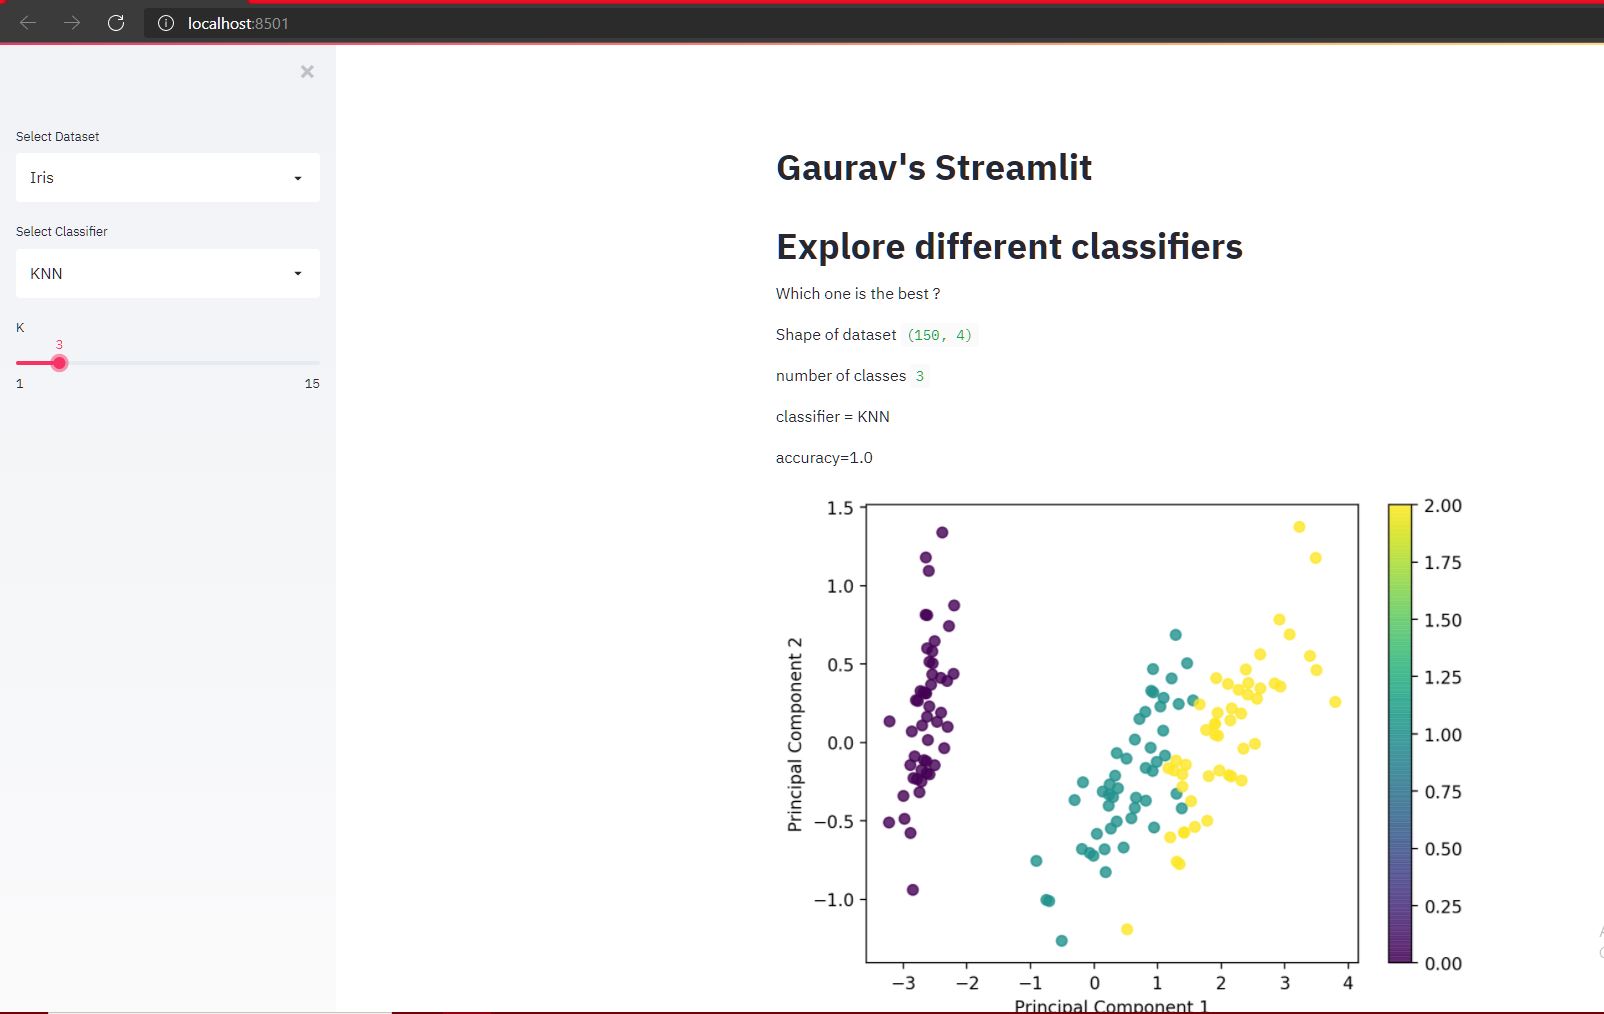 localhost:8501
×
Select Dataset
Iris
Select Classifier
KNN
K
3
1 15
Gaurav's Streamlit
Explore different classifiers
Which one is the best ?
Shape of dataset (150, 4)
number of classes 3
classifier = KNN
accuracy=1.0
1.5
1.0
0.5
0.0
−0.5
−1.0
Principal Component 2
−3 −2 −1 0 1 2 3 4
Principal Component 1
2.00
1.75
1.50
1.25
1.00
0.75
0.50
0.25
0.00